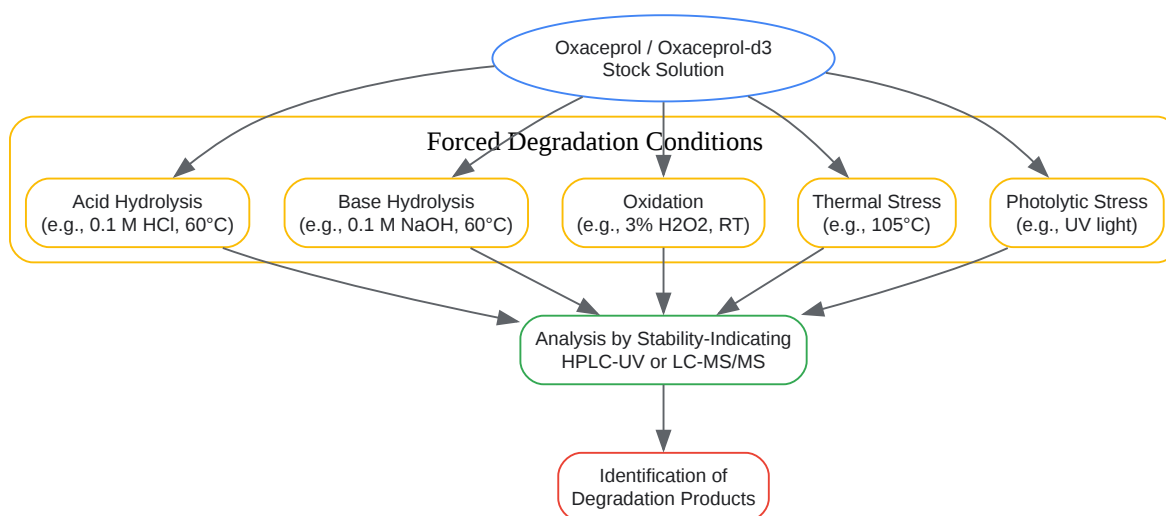 Oxaceprol / Oxaceprol-d3
Stock Solution
Forced Degradation Conditions
Acid Hydrolysis
(e.g., 0.1 M HCl, 60°C)
Base Hydrolysis
(e.g., 0.1 M NaOH, 60°C)
Oxidation
(e.g., 3% H2O2, RT)
Thermal Stress
(e.g., 105°C)
Photolytic Stress
(e.g., UV light)
Analysis by Stability-Indicating
HPLC-UV or LC-MS/MS
Identification of
Degradation Products